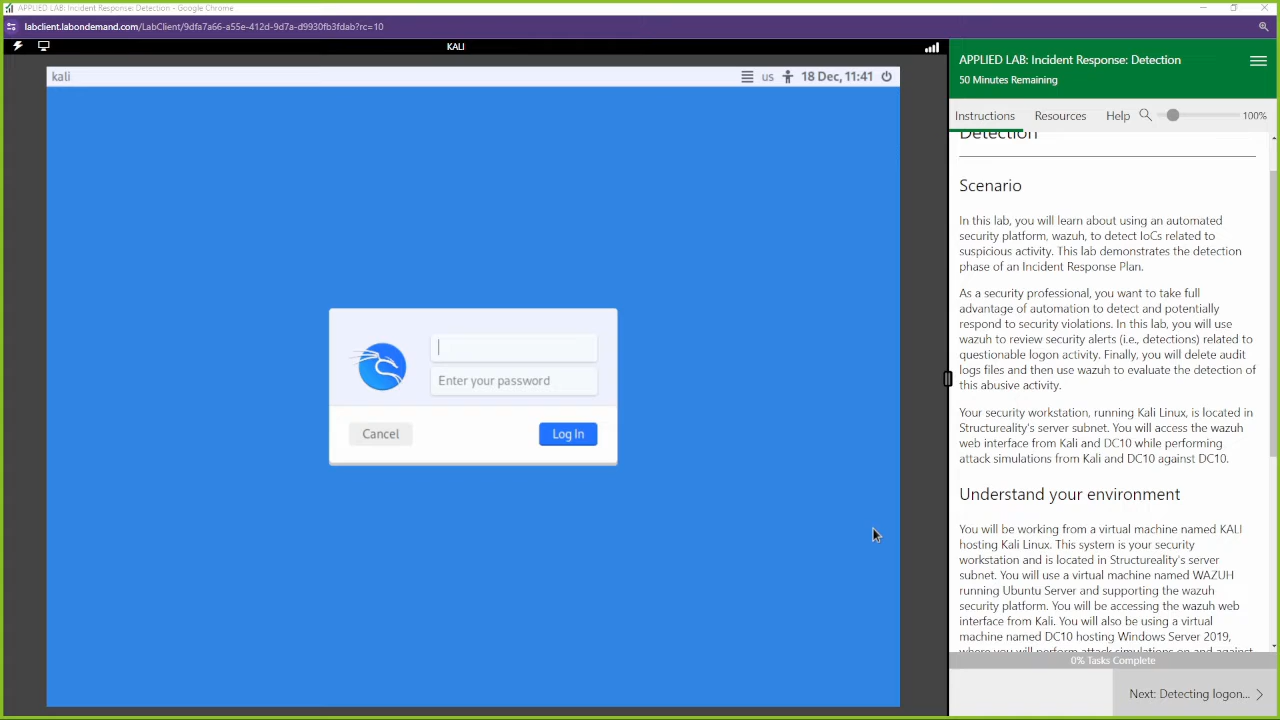 APPLIED LAB: Incident Response: Detection - Google Chrome
labclient.labondemand.com/LabClient/9dfa7a66-a55e-412d-9d7a-d9930fb3fdab?rc=10
KALI
kali
us
18 Dec, 11:41
Enter your password
Cancel
Log In
APPLIED LAB: Incident Response: Detection
50 Minutes Remaining
Instructions
Resources
Help
100%
Detection
Scenario
In this lab, you will learn about using an automated
security platform, wazuh, to detect IoCs related to
suspicious activity. This lab demonstrates the detection
phase of an Incident Response Plan.
As a security professional, you want to take full
advantage of automation to detect and potentially
respond to security violations. In this lab, you will use
wazuh to review security alerts (i.e., detections) related to
questionable logon activity. Finally, you will delete audit
logs files and then use wazuh to evaluate the detection of
this abusive activity.
Your security workstation, running Kali Linux, is located in
Structureality's server subnet. You will access the wazuh
web interface from Kali and DC10 while performing
attack simulations from Kali and DC10 against DC10.
Understand your environment
You will be working from a virtual machine named KALI
hosting Kali Linux. This system is your security
workstation and is located in Structureality's server
subnet. You will use a virtual machine named WAZUH
running Ubuntu Server and supporting the wazuh
security platform. You will be accessing the wazuh web
interface from Kali. You will also be using a virtual
machine named DC10 hosting Windows Server 2019,
where you will perform attack simulations on and against
0% Tasks Complete
Next: Detecting logon...